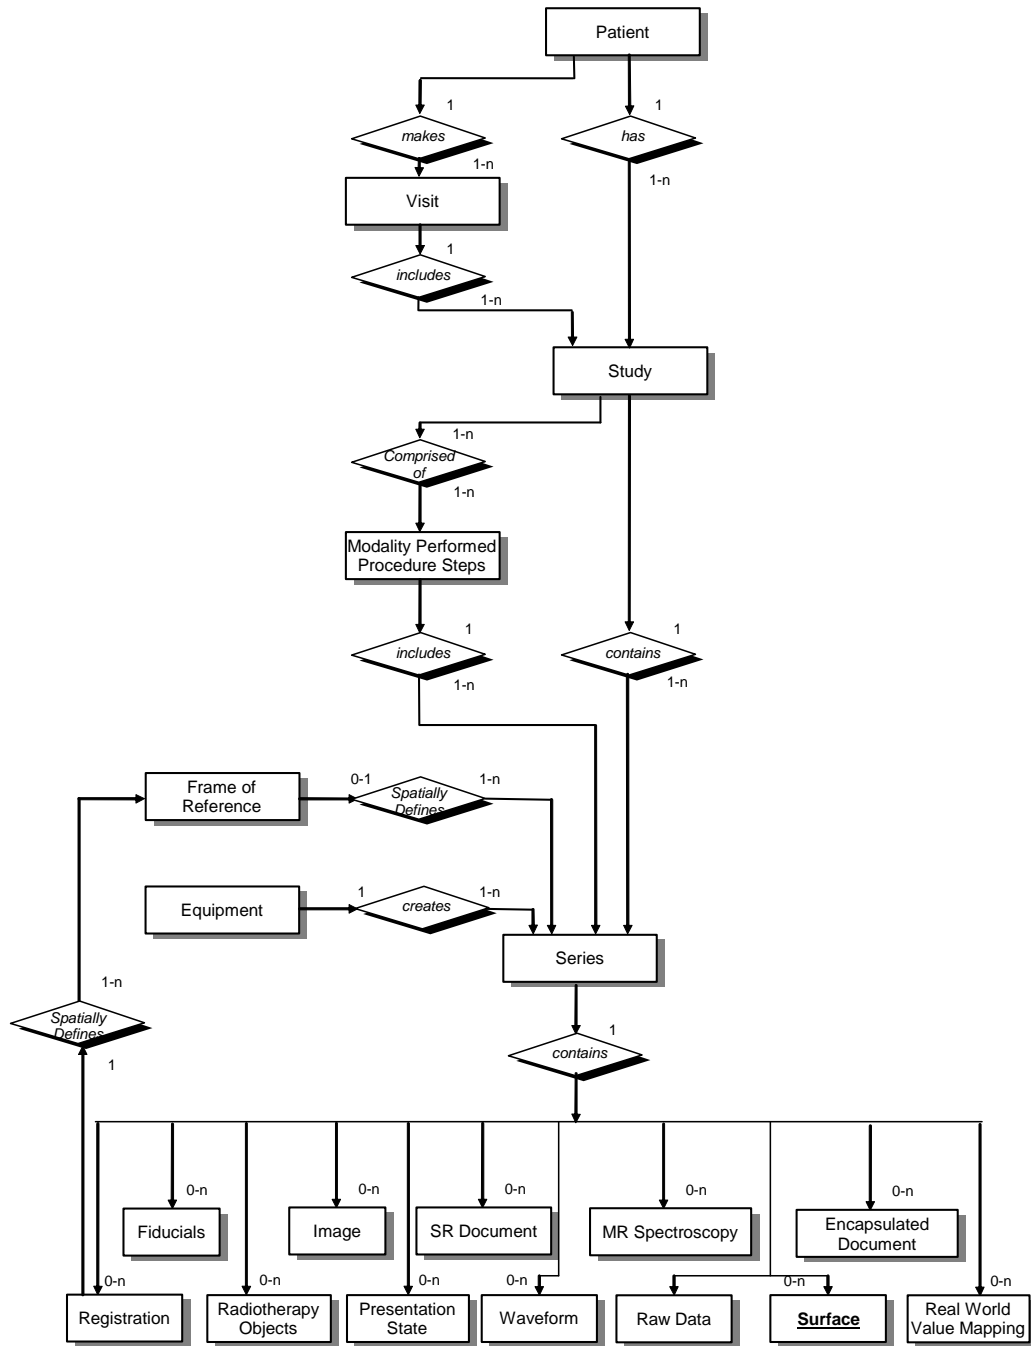 Patient
1
1
makes
has
1-n
1-n
Visit
1
includes
1-n
Study
1-n
Comprised
of
1-n
Modality Performed
Procedure Steps
1
1
includes
contains
1-n
1-n
0-1
1-n
Frame of
Reference
Spatially
Defines
1
1-n
Equipment
creates
Series
1-n
Spatially
Defines
1
1
contains
0-n
0-n
0-n
0-n
0-n
Fiducials
Image
SR Document
MR Spectroscopy
Encapsulated
Document
0-n
0-n
0-n
0-n
0-n
0-n
Registration
Radiotherapy
Objects
Presentation
State
Waveform
Raw Data
Surface
Real World
Value Mapping